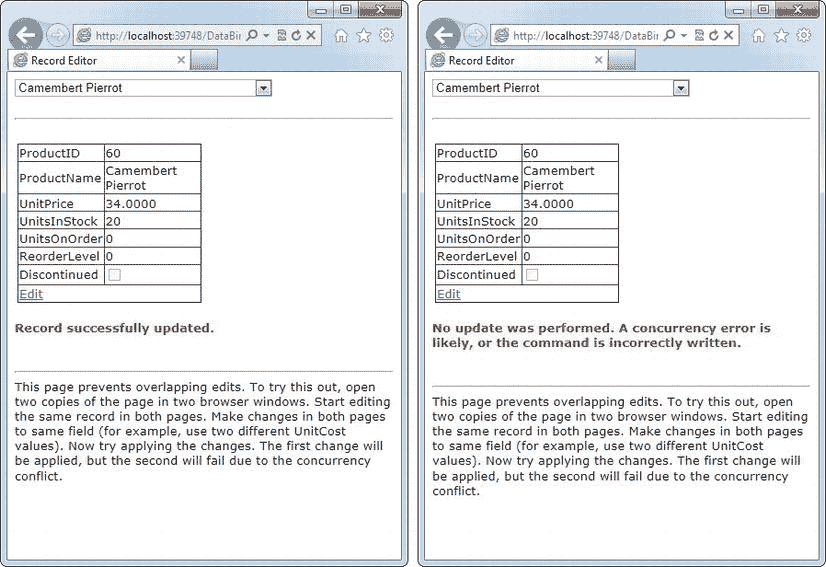 http://localhost:39748/DataBir
Record Editor
Camembert Pierrot
ProductID 60
ProductName Camembert
Pierrot
UnitPrice 34.0000
UnitsInStock 20
UnitsOnOrder 0
ReorderLevel 0
Discontinued
Edit
Record successfully updated.
This page prevents overlapping edits. To try this out, open
two copies of the page in two browser windows. Start editing
the same record in both pages. Make changes in both pages
to same field (for example, use two different UnitCost
values). Now try applying the changes. The first change will
be applied, but the second will fail due to the concurrency
conflict.
http://localhost:39748/DataBir
Record Editor
Camembert Pierrot
ProductID 60
ProductName Camembert
Pierrot
UnitPrice 34.0000
UnitsInStock 20
UnitsOnOrder 0
ReorderLevel 0
Discontinued
Edit
No update was performed. A concurrency error is
likely, or the command is incorrectly written.
This page prevents overlapping edits. To try this out, open
two copies of the page in two browser windows. Start editing
the same record in both pages. Make changes in both pages
to same field (for example, use two different UnitCost
values). Now try applying the changes. The first change will
be applied, but the second will fail due to the concurrency
conflict.